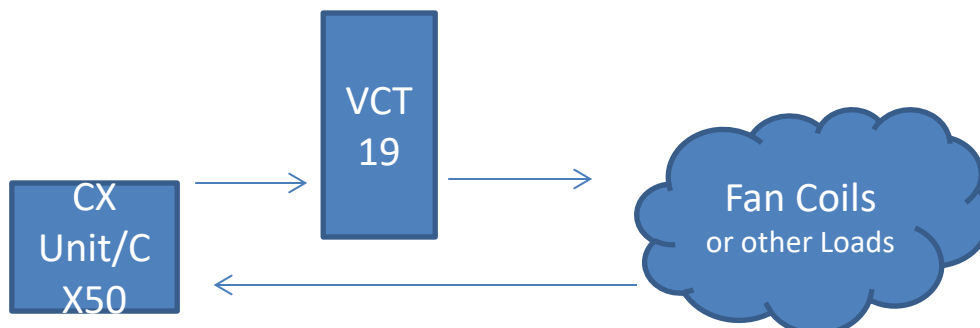 VCT
19
CX
Unit/C
X50
Fan Coils
or other Loads